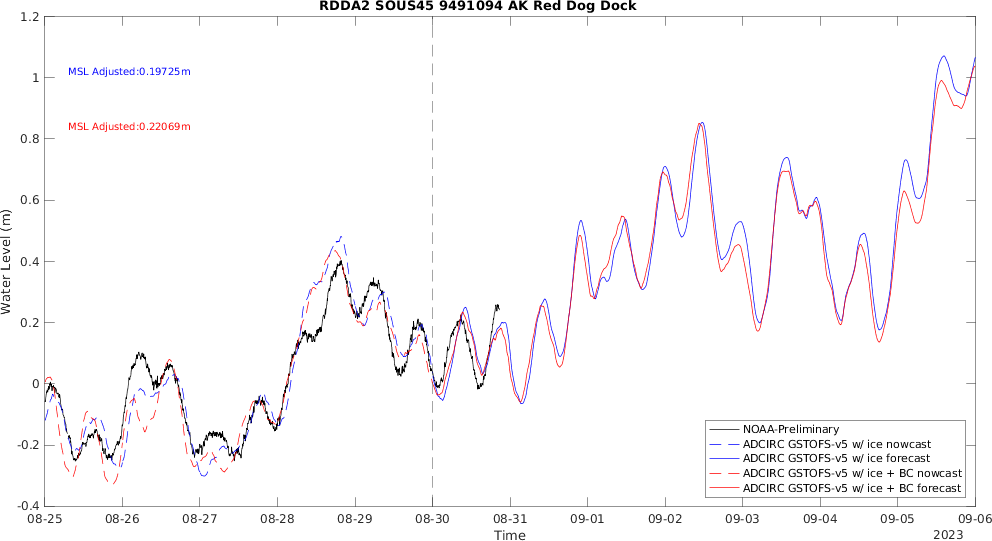 RDDA2 SOUS45 9491094 AK Red Dog Dock
1.2
1
0.8
0.6
0.4
0.2
0
-0.2
-0.4
Water Level (m)
MSL Adjusted:0.19725m
MSL Adjusted:0.22069m
NOAA-Preliminary
ADCIRC GSTOFS-v5 w/ ice nowcast
ADCIRC GSTOFS-v5 w/ ice forecast
ADCIRC GSTOFS-v5 w/ ice + BC nowcast
ADCIRC GSTOFS-v5 w/ ice + BC forecast
08-25 08-26 08-27 08-28 08-29 08-30 08-31 09-01 09-02 09-03 09-04 09-05 09-06
Time
2023